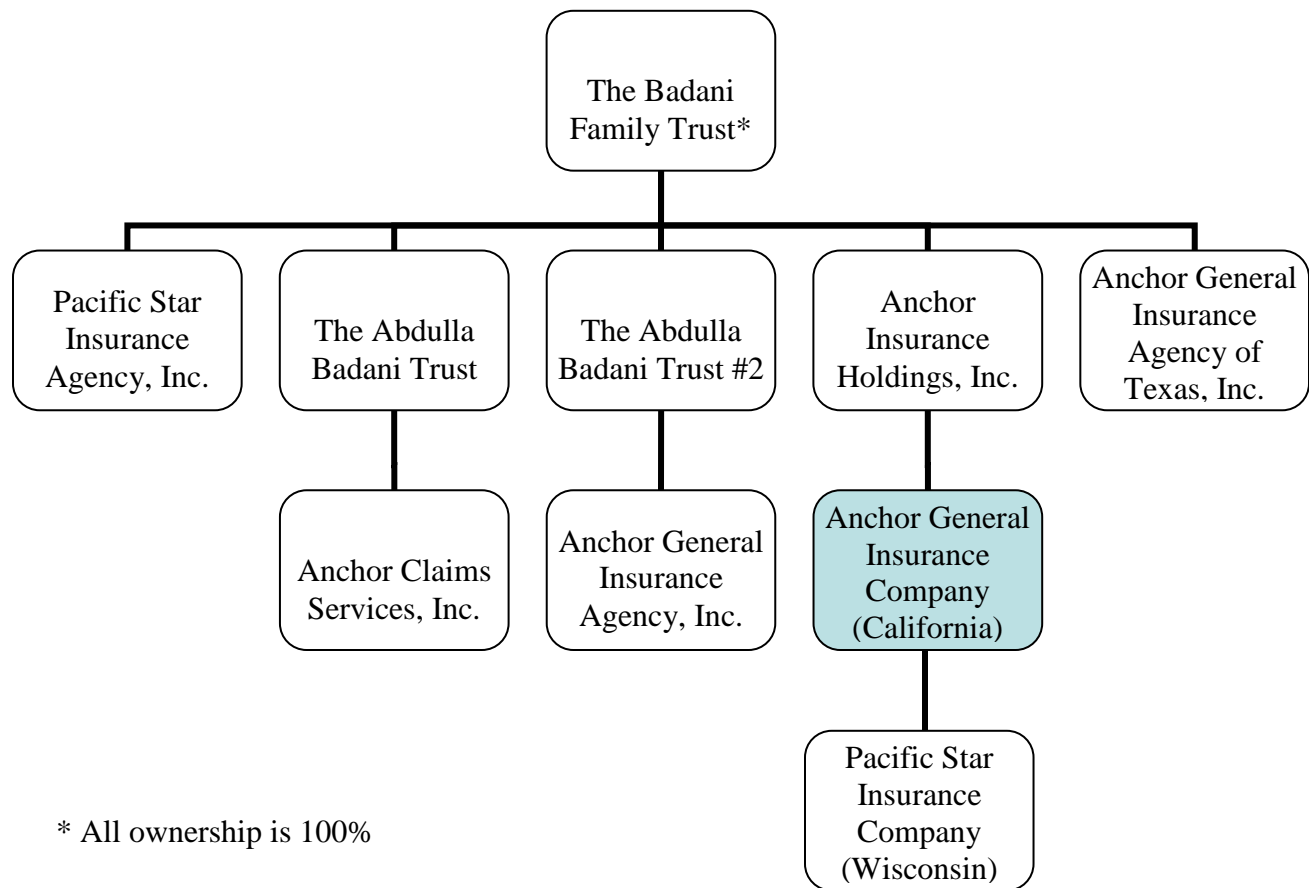 The Badani
Family Trust*
Pacific Star
Insurance
Agency, Inc.
The Abdulla
Badani Trust
The Abdulla
Badani Trust #2
Anchor
Insurance
Holdings, Inc.
Anchor General
Insurance
Agency of
Texas, Inc.
Anchor Claims
Services, Inc.
Anchor General
Insurance
Agency, Inc.
Anchor General
Insurance
Company
(California)
Pacific Star
Insurance
Company
(Wisconsin)
* All ownership is 100%